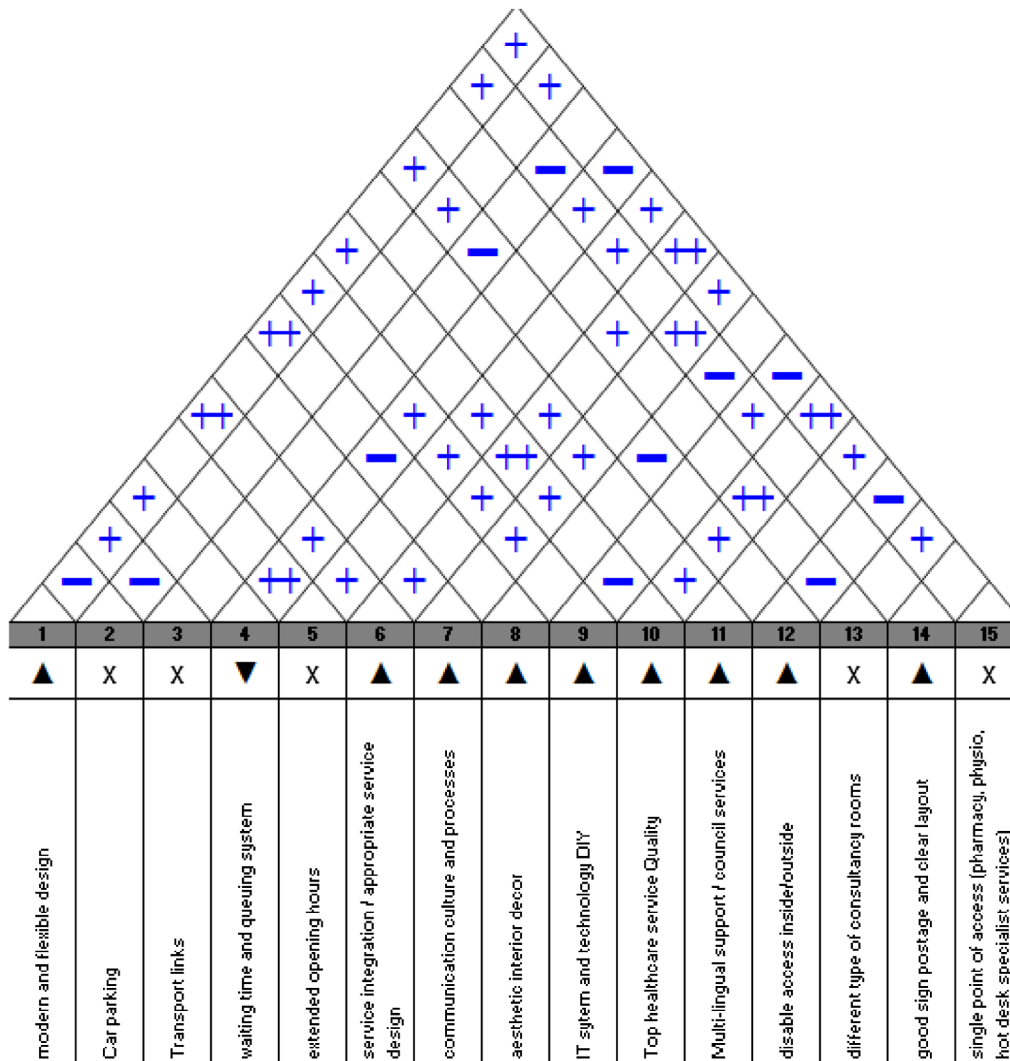 1 2 3 4 5 6 7 8 9 10 11 12 13 14 15
▲ X X ▼ X ▲ ▲ ▲ ▲ ▲ ▲ ▲ X ▲ X
modern and flexible design
Car parking
Transport links
waiting time and queuing system
extended opening hours
service integration / appropriate service
design
communication culture and processes
aesthetic interior decor
IT sytem and technology DIY
Top healthcare service Quality
Multi-lingual support / council services
disable access inside/outside
different type of consultancy rooms
good sign postage and clear layout
single point of access (pharmacy, physio,
hot desk specialist services)